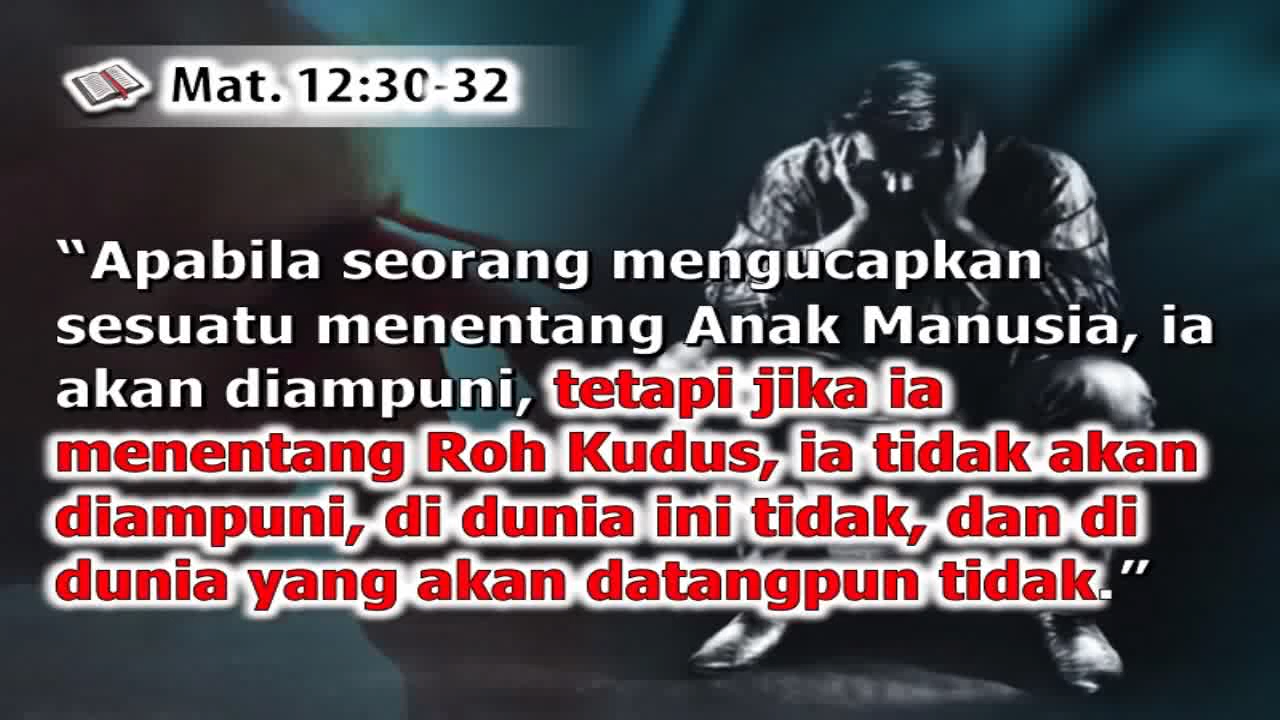 Mat. 12:30-32
“Apabila seorang mengucapkan
sesuatu menentang Anak Manusia, ia
akan diampuni, tetapi jika ia
menentang Roh Kudus, ia tidak akan
diampuni, di dunia ini tidak, dan di
dunia yang akan datangpun tidak.”